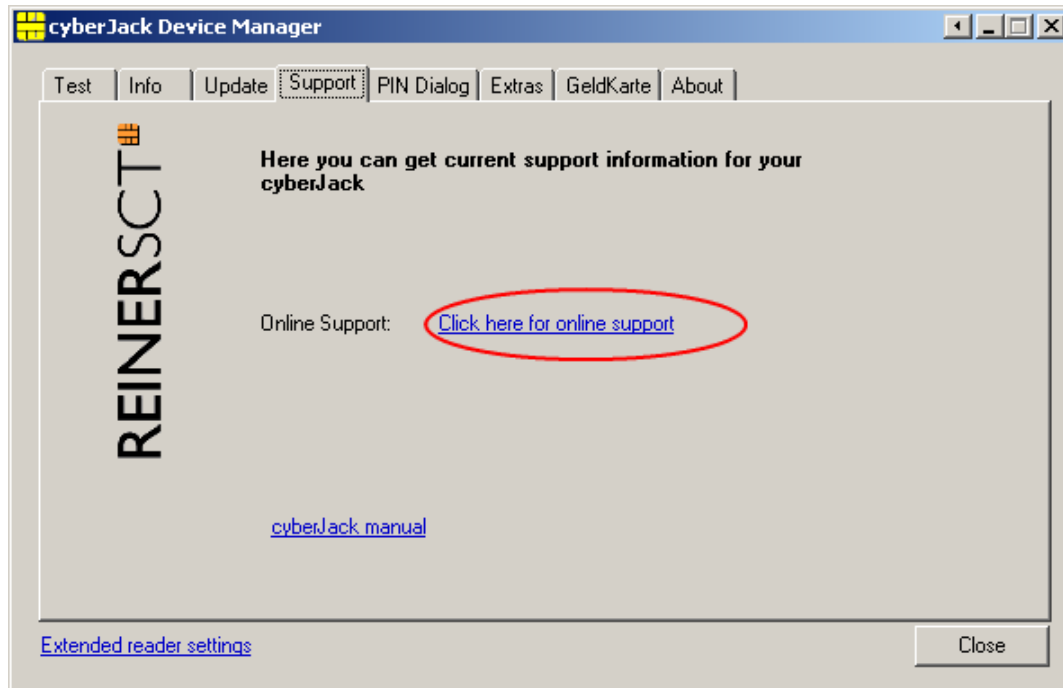 cyberJack Device Manager
Test Info Update Support PIN Dialog Extras GeldKarte About
REINERSCT
Here you can get current support information for your
cyberJack
Online Support: Click here for online support
cyberJack manual
Extended reader settings
Close